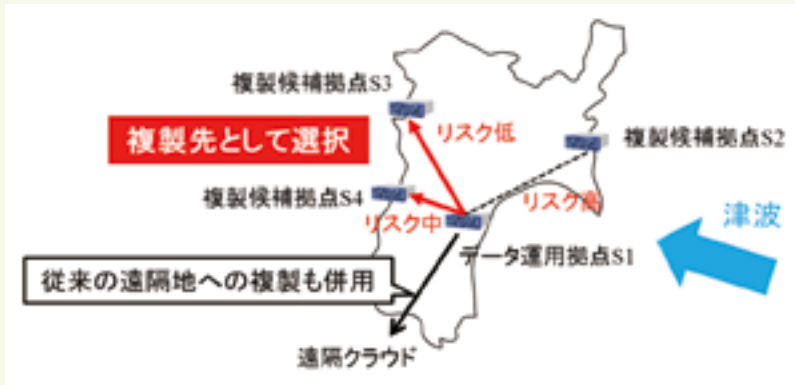 複製候補拠点S3
リスク低
複製先として選択
複製候補拠点S2
複製候補拠点S4
リスク高
リスク中
津波
データ運用拠点S1
従来の遠隔地への複製も併用
遠隔クラウド